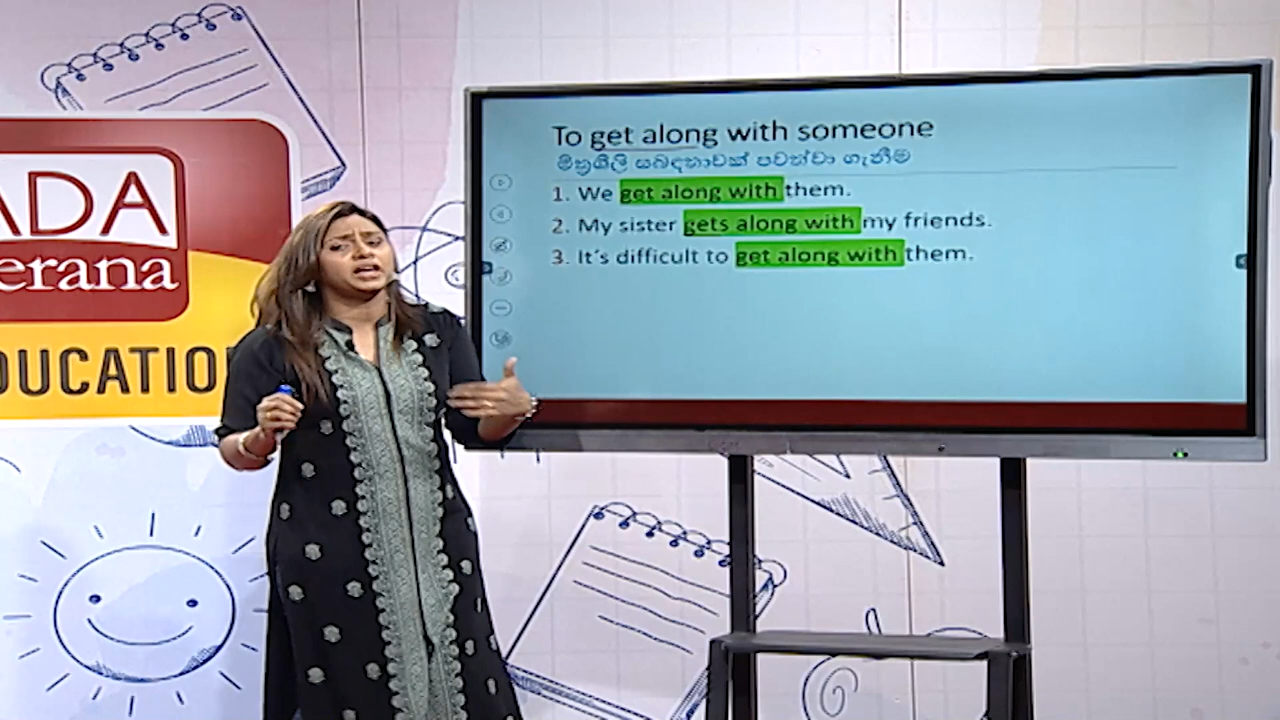 ADA
erana
DUCATION
To get along with someone
මිත්‍රශීලි සබඳතාවක් පවත්වා ගැනීම
1. We get along with them.
2. My sister gets along with my friends.
3. It's difficult to get along with them.